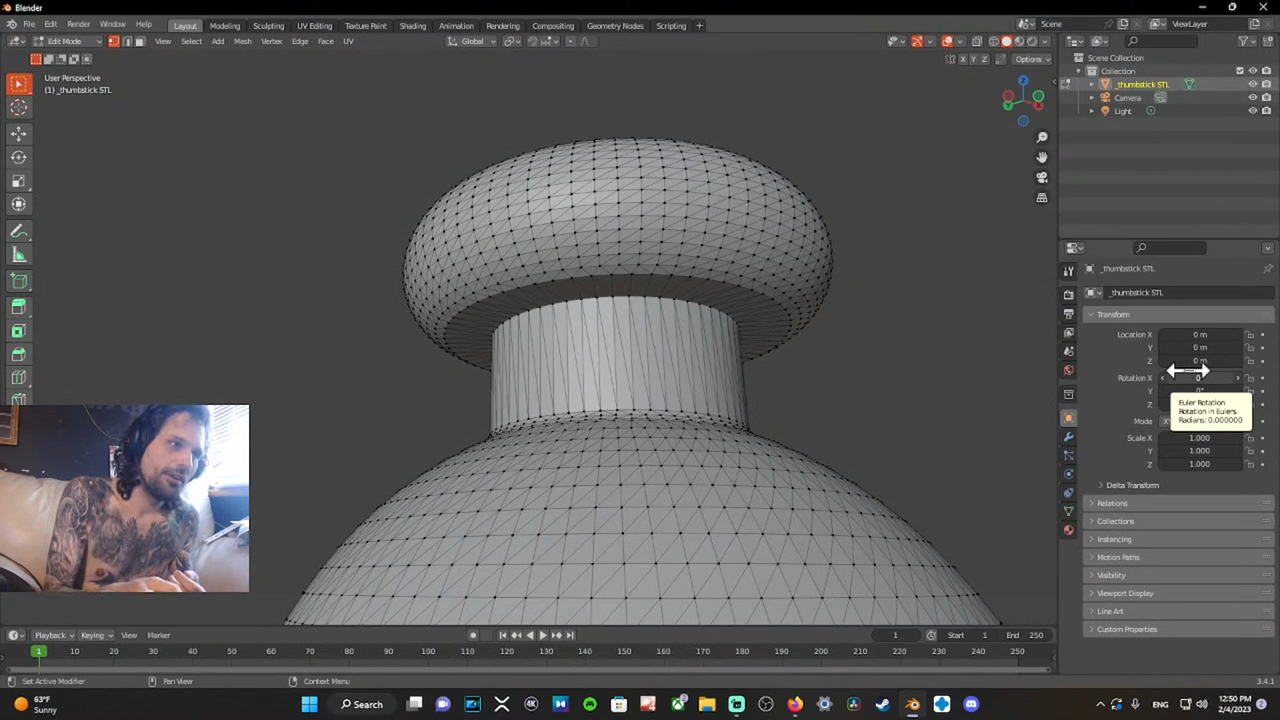 Blender
File Edit Render Window Help Layout Modeling Sculpting UV Editing Texture Paint Shading Animation Rendering Compositing Geometry Nodes Scripting + Scene ViewLayer
Edit Mode View Select Add Mesh Vertex Edge Face UV Global
X Y Z Options
User Perspective
(1) _thumbstick STL
Z
X
Y
Scene Collection
Collection
_thumbstick STL
Camera
Light
_thumbstick STL
_thumbstick STL
Transform
Location X 0 m
Y 0 m
Z 0 m
Rotation X 0
Y 0°
Z
Mode
Euler Rotation
Rotation in Eulers.
Radians: 0.000000
Scale X 1.000
Y 1.000
Z 1.000
Delta Transform
Relations
Collections
Instancing
Motion Paths
Visibility
Viewport Display
Line Art
Custom Properties
Playback Keying View Marker 1 Start 1 End 250
1 10 20 30 40 50 60 70 80 90 100 110 120 130 140 150 160 170 180 190 200 210 220 230 240 250
Set Active Modifier Pan View Context Menu 3.4.1
63°F
Sunny
Search
ENG
12:50 PM
2/4/2023